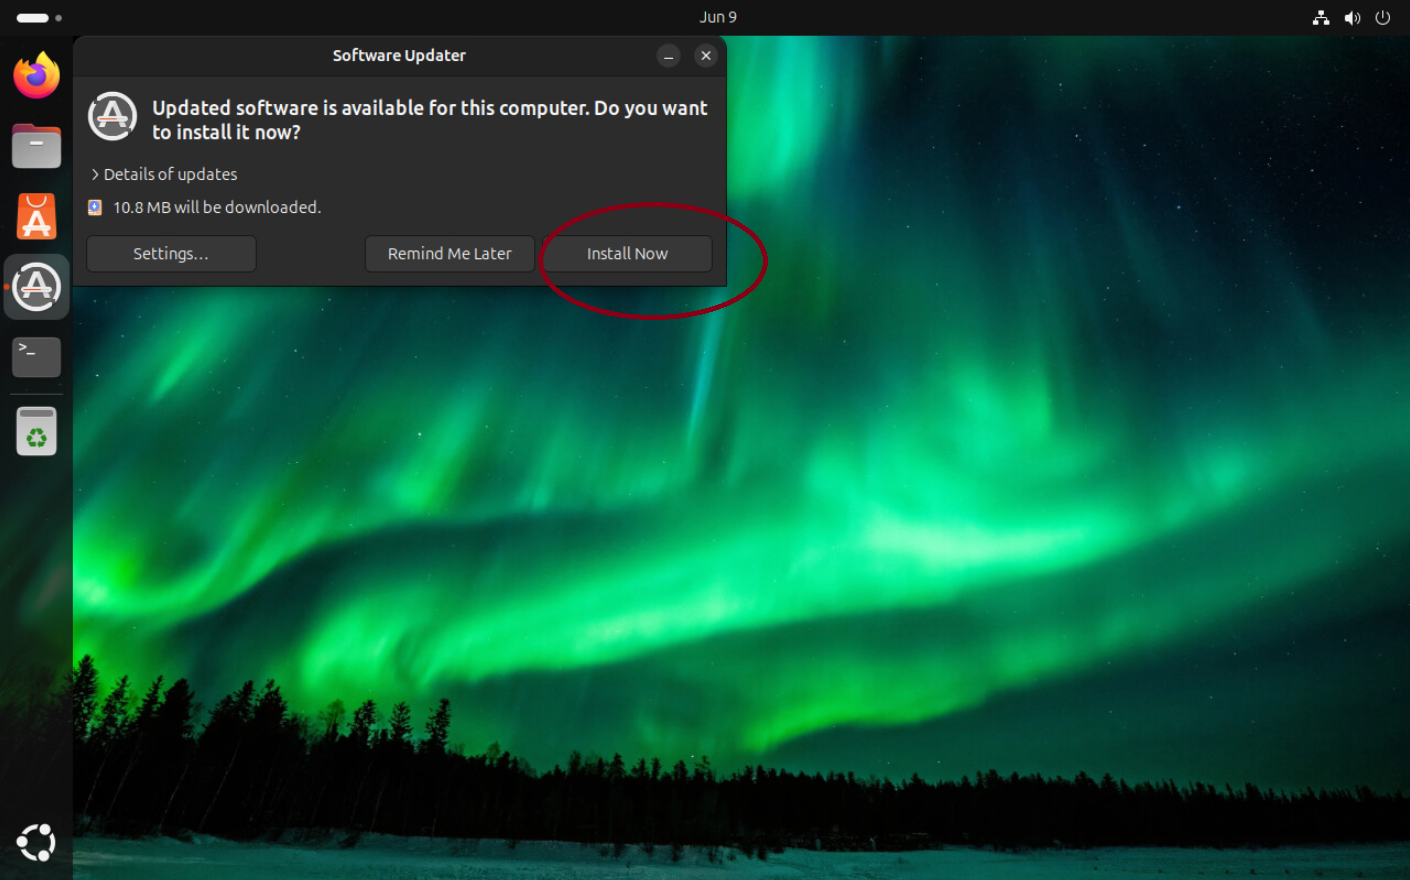 Jun 9
Software Updater
Updated software is available for this computer. Do you want
to install it now?
Details of updates
10.8 MB will be downloaded.
Settings…
Remind Me Later
Install Now
>_